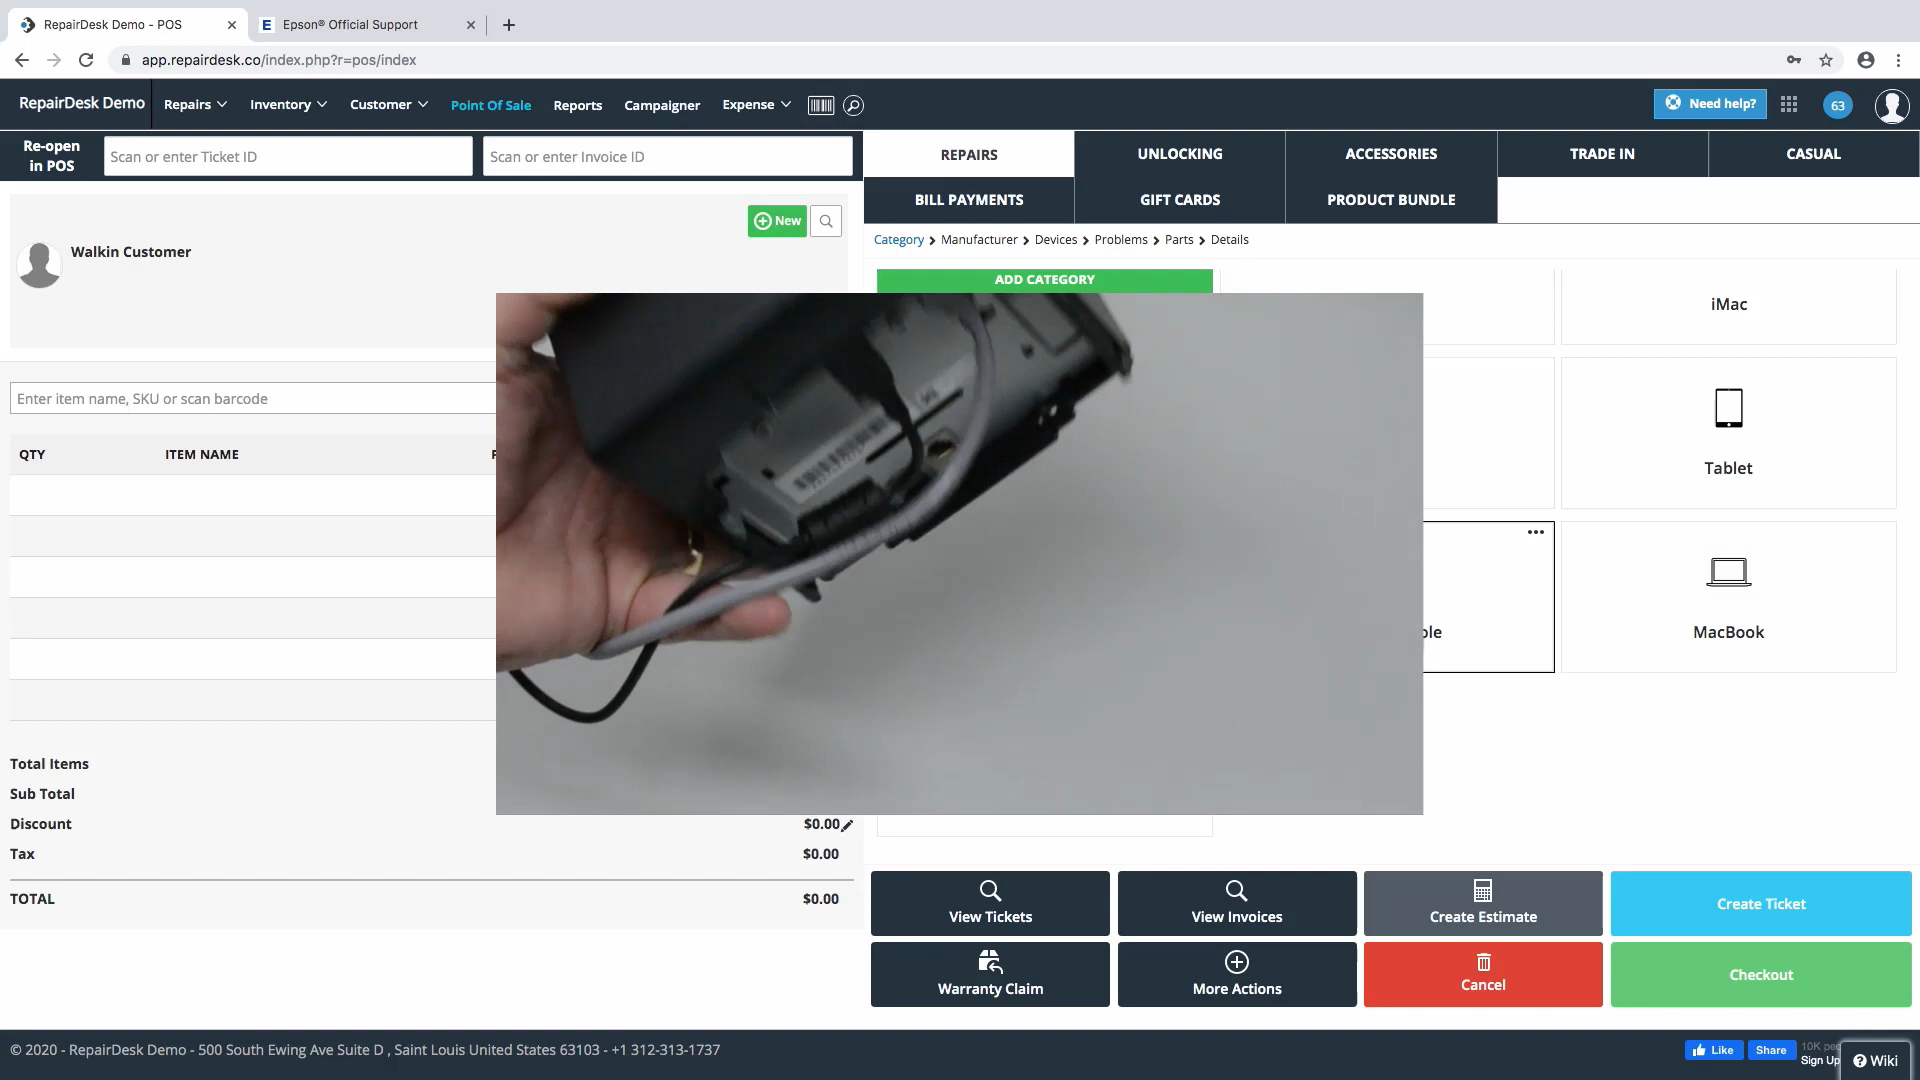 RepairDesk Demo - POS
Epson® Official Support
app.repairdesk.co/index.php?r=pos/index
RepairDesk Demo
Repairs
Inventory
Customer
Point Of Sale
Reports
Campaigner
Expense
Need help?
63
Re-open in POS
Scan or enter Ticket ID
Scan or enter Invoice ID
REPAIRS
UNLOCKING
ACCESSORIES
TRADE IN
CASUAL
BILL PAYMENTS
GIFT CARDS
PRODUCT BUNDLE
New
Walkin Customer
Category > Manufacturer > Devices > Problems > Parts > Details
ADD CATEGORY
iMac
Enter item name, SKU or scan barcode
Tablet
QTY
ITEM NAME
MacBook
Total Items
Sub Total
Discount
$0.00
Tax
$0.00
TOTAL
$0.00
View Tickets
View Invoices
Create Estimate
Create Ticket
Warranty Claim
More Actions
Cancel
Checkout
© 2020 - RepairDesk Demo - 500 South Ewing Ave Suite D , Saint Louis United States 63103 - +1 312-313-1737
Like
Share
10K
Sign Up
Wiki